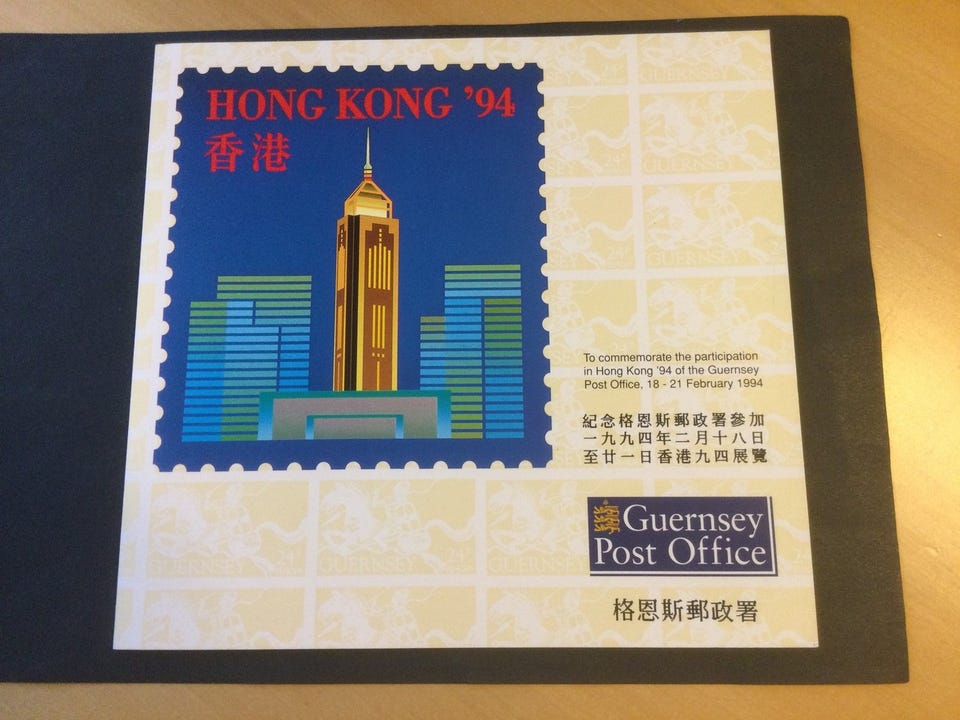 HONG KONG '94
香港
To commemorate the participation
in Hong Kong '94 of the Guernsey
Post Office, 18 - 21 February 1994
紀念格恩斯郵政署參加
一九九四年二月十八日
至廿一日香港九四展覽
Guernsey
Post Office
格恩斯郵政署